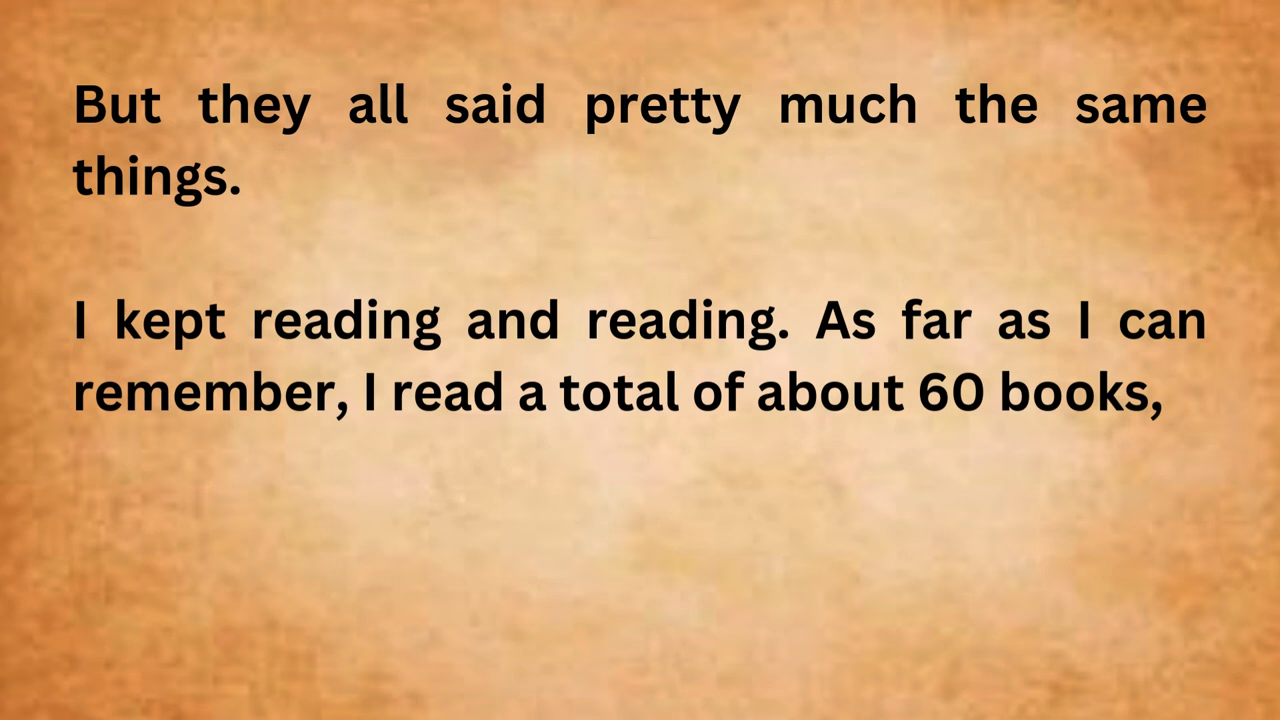 But they all said pretty much the same
things.
I kept reading and reading. As far as I can
remember, I read a total of about 60 books,